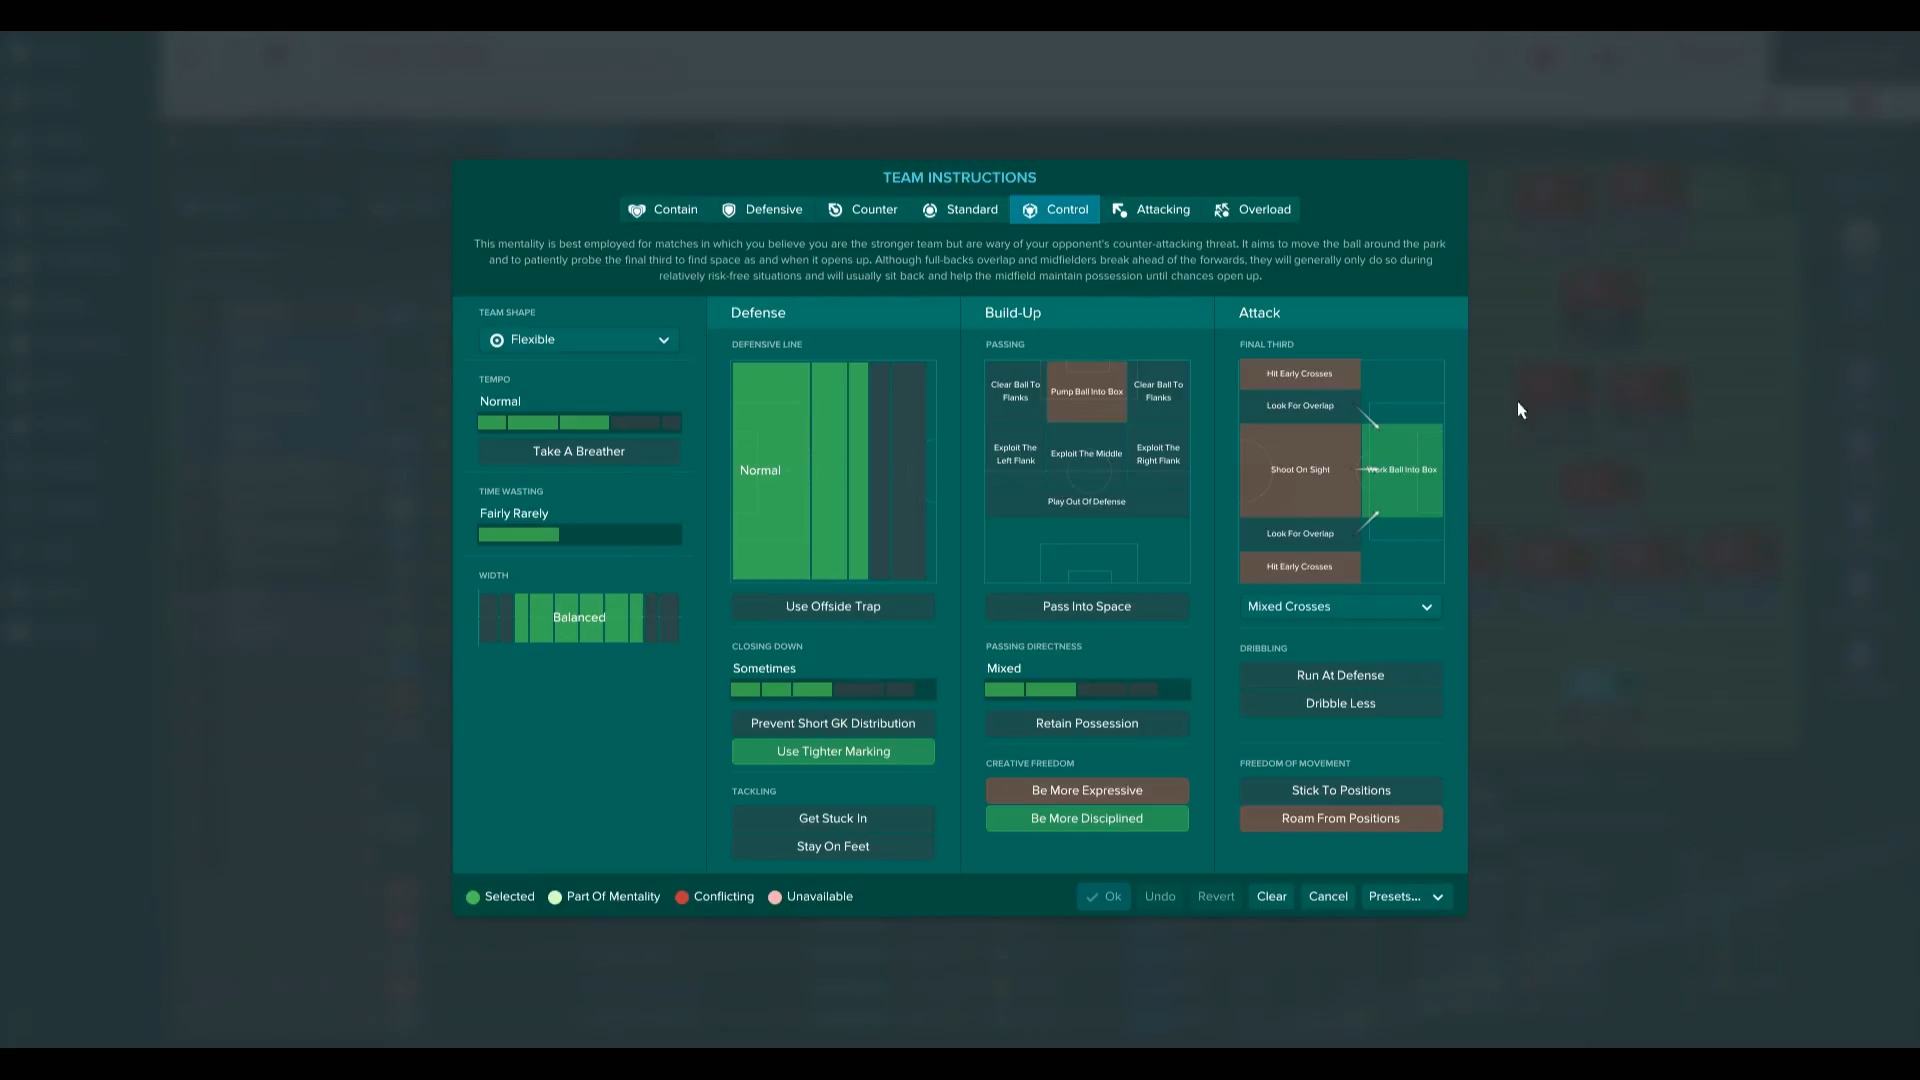 TEAM INSTRUCTIONS
Contain Defensive Counter Standard Control Attacking Overload
This mentality is best employed for matches in which you believe you are the stronger team but are wary of your opponent's counter-attacking threat. It aims to move the ball around the park
and to patiently probe the final third to find space as and when it opens up. Although full-backs overlap and midfielders break ahead of the forwards, they will generally only do so during
relatively risk-free situations and will usually sit back and help the midfield maintain possession until chances open up.
TEAM SHAPE
Flexible
TEMPO
Normal
Take A Breather
TIME WASTING
Fairly Rarely
WIDTH
Balanced
Defense
DEFENSIVE LINE
Normal
Use Offside Trap
CLOSING DOWN
Sometimes
Prevent Short GK Distribution
Use Tighter Marking
TACKLING
Get Stuck In
Stay On Feet
Build-Up
PASSING
Clear Ball To
Flanks
Pump Ball Into Box
Clear Ball To
Flanks
Exploit The
Left Flank
Exploit The Middle
Exploit The
Right Flank
Play Out Of Defense
Pass Into Space
PASSING DIRECTNESS
Mixed
Retain Possession
CREATIVE FREEDOM
Be More Expressive
Be More Disciplined
Attack
FINAL THIRD
Hit Early Crosses
Look For Overlap
Shoot On Sight
Work Ball Into Box
Look For Overlap
Hit Early Crosses
Mixed Crosses
DRIBBLING
Run At Defense
Dribble Less
FREEDOM OF MOVEMENT
Stick To Positions
Roam From Positions
Selected Part Of Mentality Conflicting Unavailable
Ok Undo Revert Clear Cancel Presets...